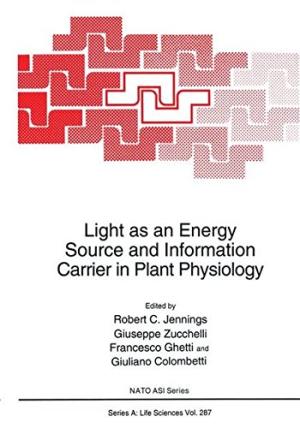 Light as an Energy
Source and Information
Carrier in Plant Physiology
Edited by
Robert C. Jennings
Giuseppe Zucchelli
Francesco Ghetti and
Giuliano Colombetti
NATO ASI Series
Series A: Life Sciences Vol. 287